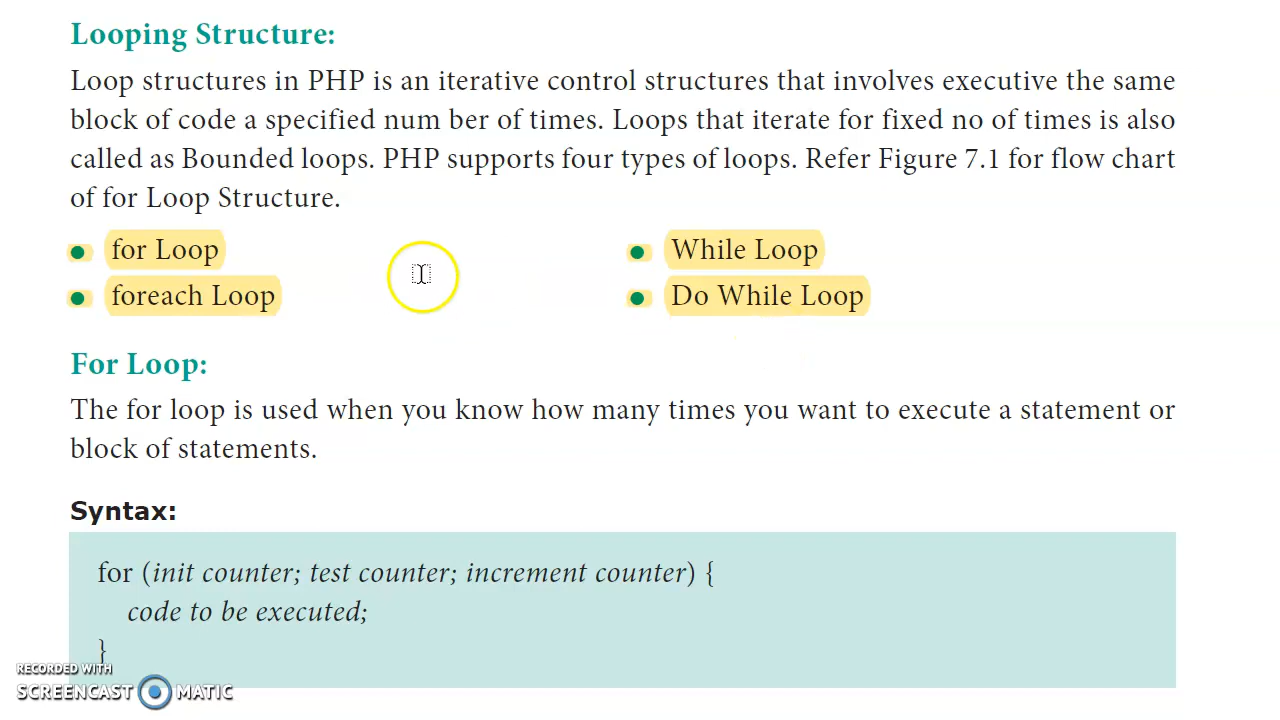 Looping Structure:
Loop structures in PHP is an iterative control structures that involves executive the same
block of code a specified num ber of times. Loops that iterate for fixed no of times is also
called as Bounded loops. PHP supports four types of loops. Refer Figure 7.1 for flow chart
of for Loop Structure.
• for Loop
• While Loop
• foreach Loop
• Do While Loop
For Loop:
The for loop is used when you know how many times you want to execute a statement or
block of statements.
Syntax:
for (init counter; test counter; increment counter) {
code to be executed;
}
RECORDED WITH
SCREENCAST MATIC